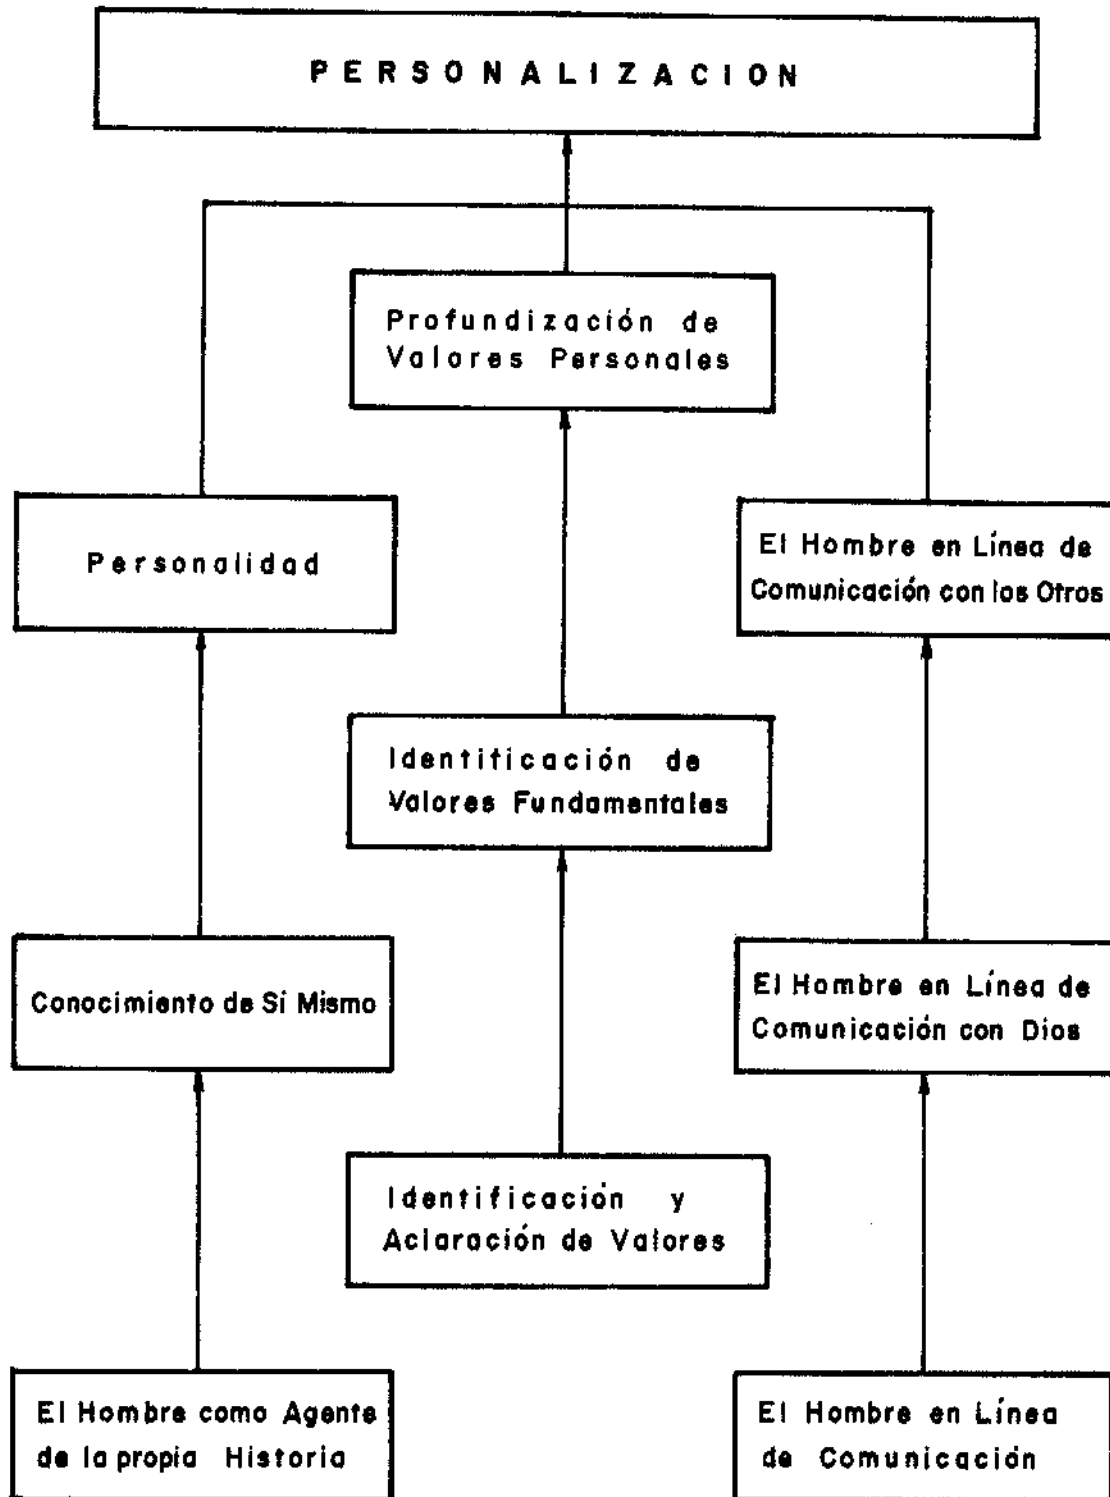 PERSONALIZACION
Profundización de
Valores Personales
Personalidad
El Hombre en Línea de
Comunicación con los Otros
Identificación de
Valores Fundamentales
Conocimiento de Sí Mismo
El Hombre en Línea de
Comunicación con Dios
Identificación y
Aclaración de Valores
El Hombre como Agente
de la propia Historia
El Hombre en Línea
de Comunicación